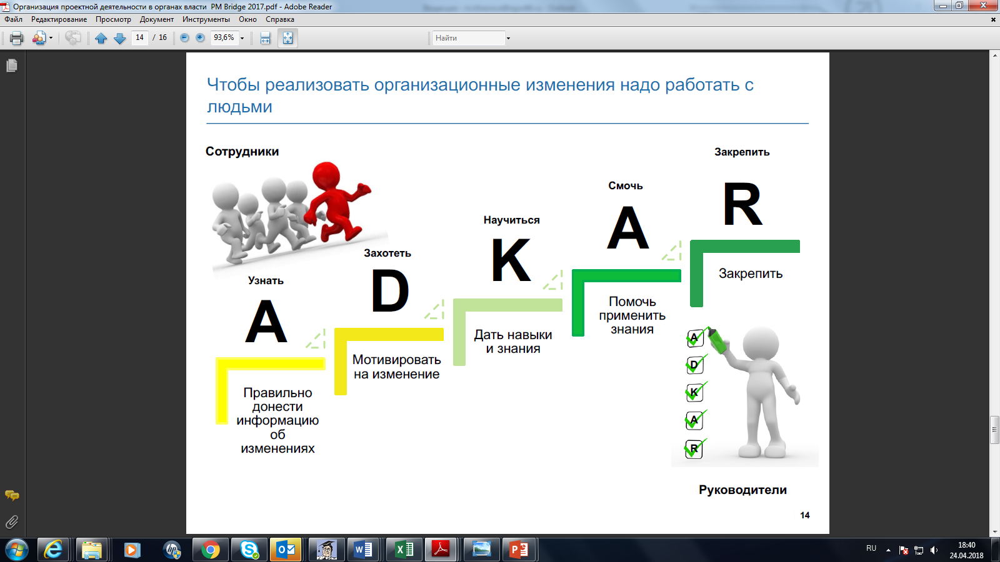 Организация проектной деятельности в органах власти  PM Bridge 2017.pdf - Adobe Reader
Файл Редактирование Просмотр Документ Инструменты Окно Справка
14 / 16 93,6% Найти
Чтобы реализовать организационные изменения надо работать с
людьми
Сотрудники
Узнать
A
Правильно
донести
информацию
об
изменениях
Захотеть
D
Мотивировать
на изменение
Научиться
K
Дать навыки
и знания
Смочь
A
Помочь
применить
знания
Закрепить
R
Закрепить
A
D
K
A
R
Руководители
14
RU
18:40
24.04.2018